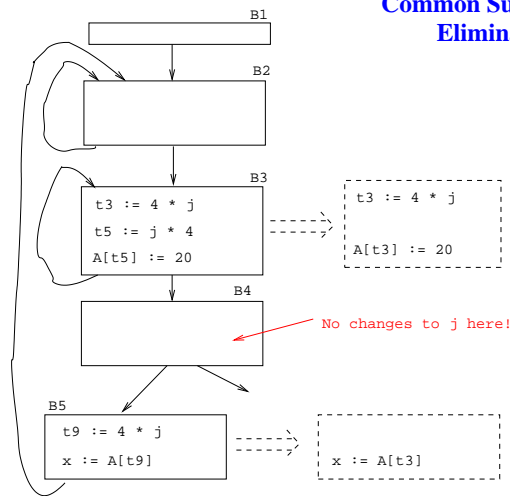 Common Su
Elimin
B1
B2
B3
t3 := 4 * j
t5 := j * 4
A[t5] := 20
t3 := 4 * j
A[t3] := 20
B4
No changes to j here!
B5
t9 := 4 * j
x := A[t9]
x := A[t3]